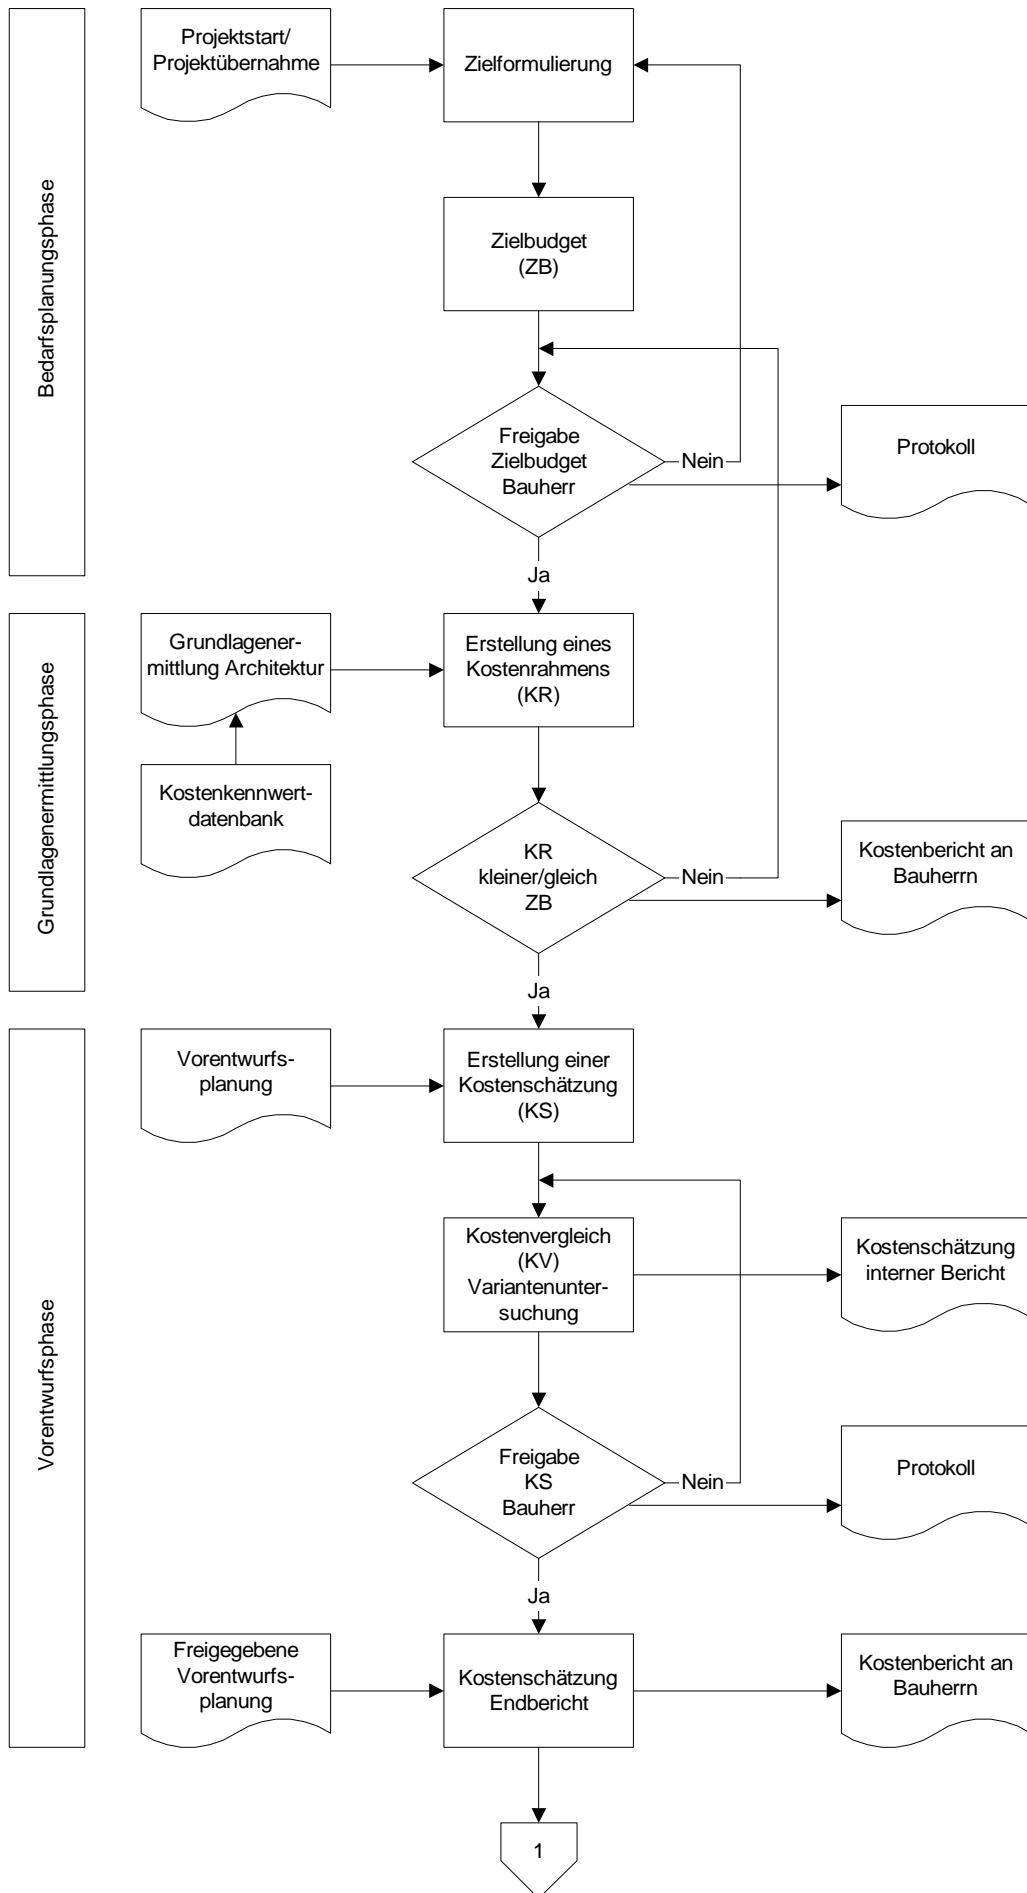 Bedarfsplanungsphase
Projektstart/
Projektübernahme
Zielformulierung
Zielbudget
(ZB)
Freigabe
Zielbudget
Bauherr
Nein
Protokoll
Ja
Grundlagenermittlungsphase
Grundlagener-
mittlung Architektur
Erstellung eines
Kostenrahmens
(KR)
Kostenkennwert-
datenbank
KR
kleiner/gleich
ZB
Nein
Kostenbericht an
Bauherrn
Ja
Vorentwurfsphase
Vorentwurfs-
planung
Erstellung einer
Kostenschätzung
(KS)
Kostenvergleich
(KV)
Variantenunter-
suchung
Kostenschätzung
interner Bericht
Freigabe
KS
Bauherr
Nein
Protokoll
Ja
Freigegebene
Vorentwurfs-
planung
Kostenschätzung
Endbericht
Kostenbericht an
Bauherrn
1